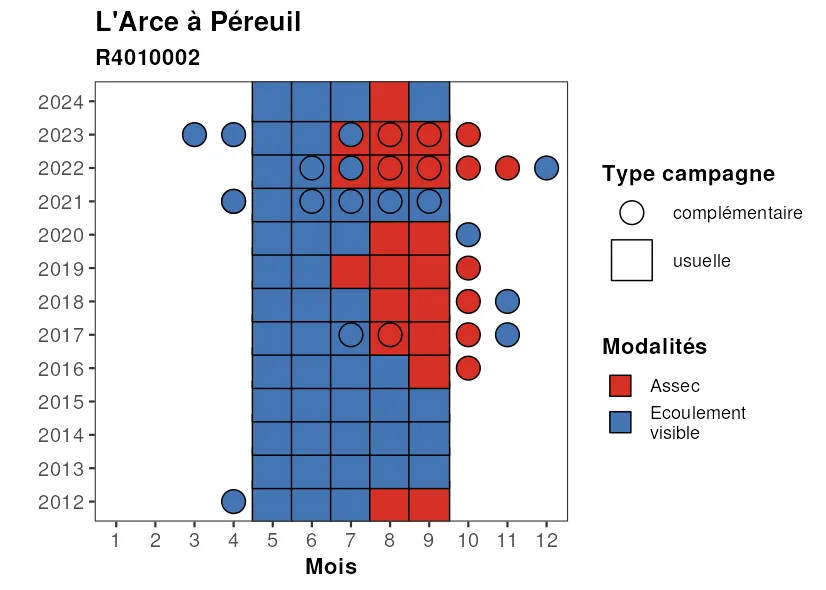 L'Arce à Péreuil
R4010002
2024
2023
2022
2021
2020
2019
2018
2017
2016
2015
2014
2013
2012
1 2 3 4 5 6 7 8 9 10 11 12
Mois
Type campagne
complémentaire
usuelle
Modalités
Assec
Ecoulement
visible